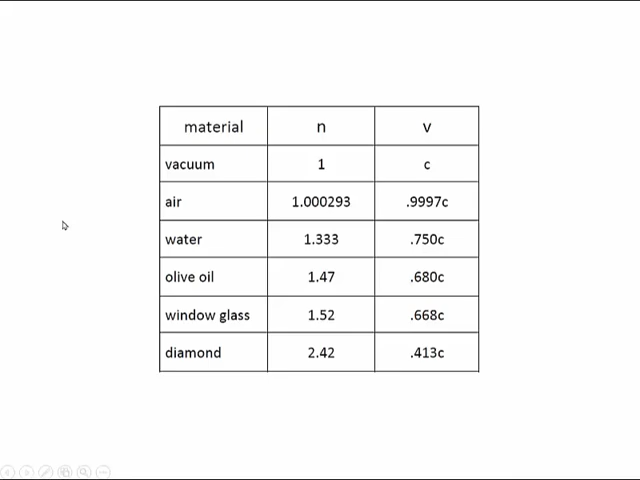 material n v
vacuum 1 c
air 1.000293 .9997c
water 1.333 .750c
olive oil 1.47 .680c
window glass 1.52 .668c
diamond 2.42 .413c